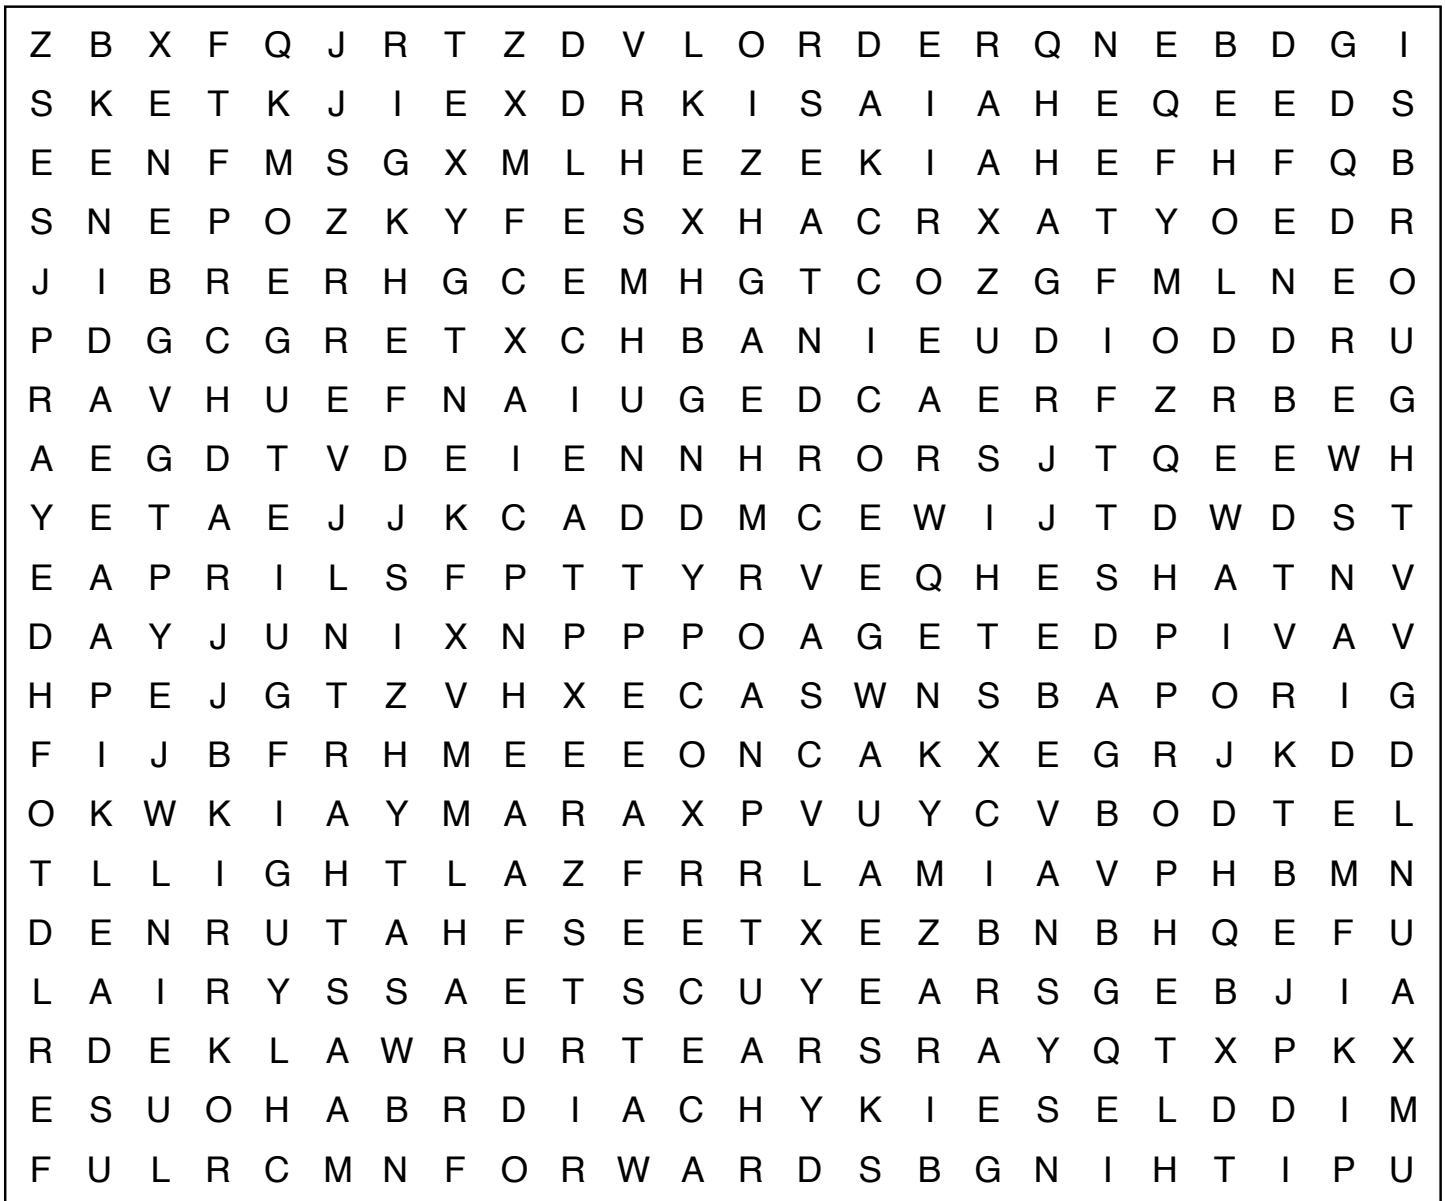 Z B X F Q J R T Z D V L O R D E R Q N E B D G I
S K E T K J I E X D R K I S A I A H E Q E E D S
E E N F M S G X M L H E Z E K I A H E F H F Q B
S N E P O Z K Y F E S X H A C R X A T Y O E D R
J I B R E R H G C E M H G T C O Z G F M L N E O
P D G C G R E T X C H B A N I E U D I O D D R U
R A V H U E F N A I U G E D C A E R F Z R B E G
A E G D T V D E I E N N H R O R S J T Q E E W H
Y E T A E J J K C A D D M C E W I J T D W D S T
E A P R I L S F P T T Y R V E Q H E S H A T N V
D A Y J U N I X N P P P O A G E T E D P I V A V
H P E J G T Z V H X E C A S W N S B A P O R I G
F I J B F R H M E E E O N C A K X E G R J K D D
O K W K I A Y M A R A X P V U Y C V B O D T E L
T L L I G H T L A Z F R R L A M I A V P H B M N
D E N R U T A H F S E E T X E Z B N B H Q E F U
L A I R Y S S A E T S C U Y E A R S G E B J I A
R D E K L A W R U R T E A R S R A Y Q T X P K X
E S U O H A B R D I A C H Y K I E S E L D D I M
F U L R C M N F O R W A R D S B G N I H T I P U